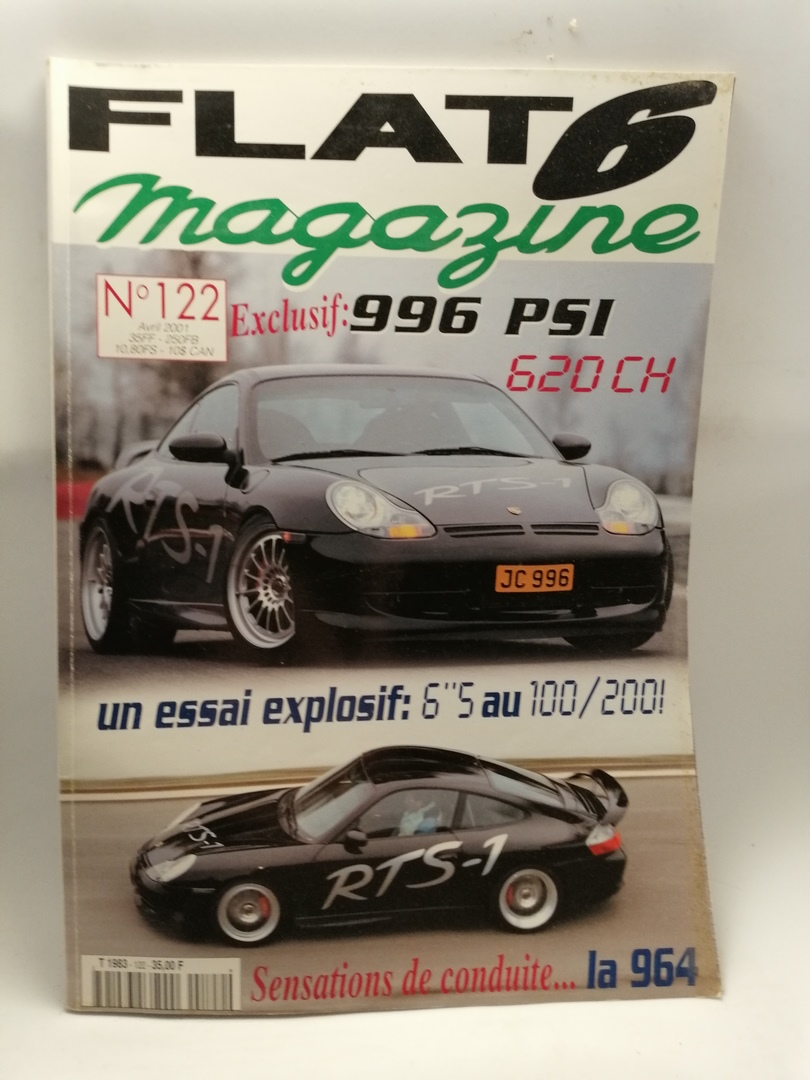 FLAT6
magazine
N° 122
Avril 2001
35FF - 250FB
10,80FS - 10$ CAN
Exclusif: 996 PSI
620 CH
RTS-1
RTS-1
JC 996
un essai explosif: 6"5 au 100/200!
RTS-1
RTS-1
T 1983 - 122 - 35,00 F
Sensations de conduite... la 964